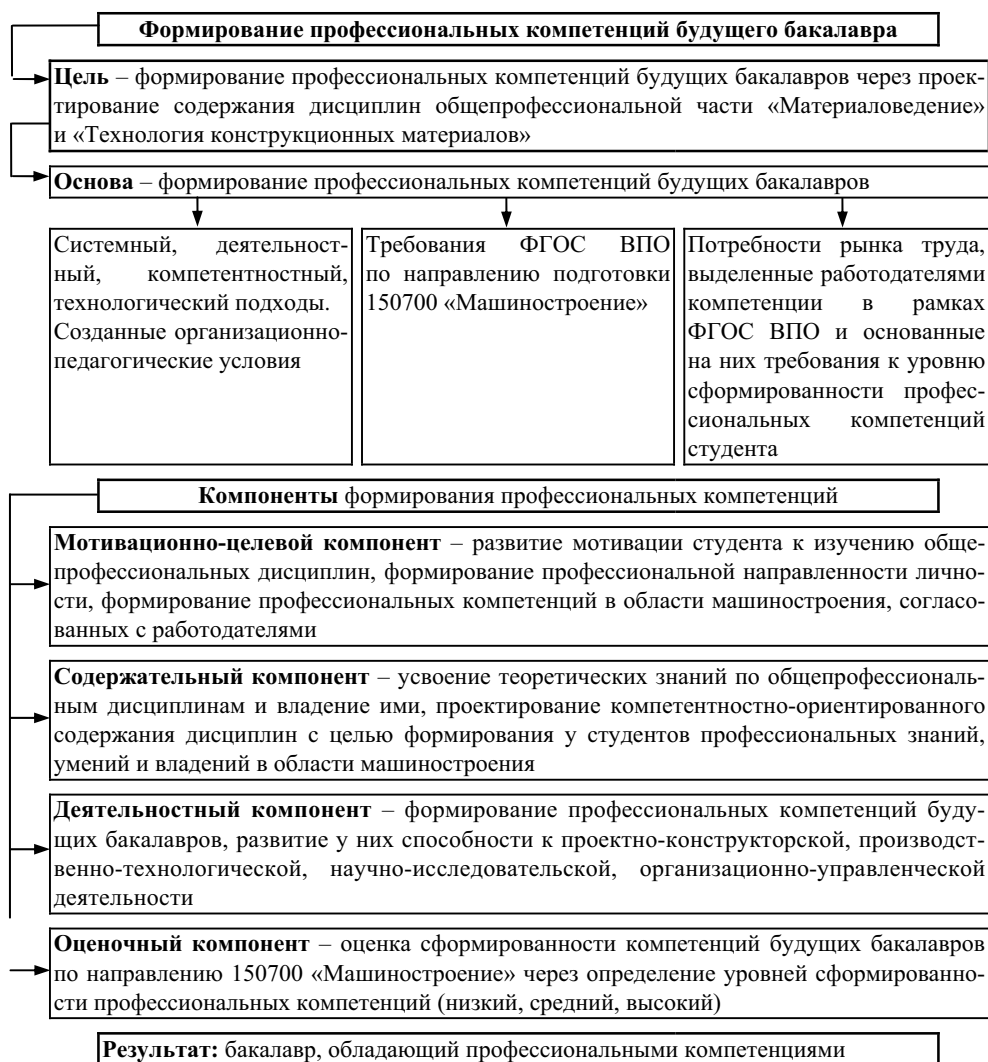 Формирование профессиональных компетенций будущего бакалавра
Цель – формирование профессиональных компетенций будущих бакалавров через проек-
тирование содержания дисциплин общепрофессиональной части «Материаловедение»
и «Технология конструкционных материалов»
Основа – формирование профессиональных компетенций будущих бакалавров
Системный, деятельност-
ный, компетентностный,
технологический подходы.
Созданные организационно-
педагогические условия
Требования ФГОС ВПО
по направлению подготовки
150700 «Машиностроение»
Потребности рынка труда,
выделенные работодателями
компетенции в рамках
ФГОС ВПО и основанные
на них требования к уровню
сформированности профес-
сиональных компетенций
студента
Компоненты формирования профессиональных компетенций
Мотивационно-целевой компонент – развитие мотивации студента к изучению обще-
профессиональных дисциплин, формирование профессиональной направленности лично-
сти, формирование профессиональных компетенций в области машиностроения, согласо-
ванных с работодателями
Содержательный компонент – усвоение теоретических знаний по общепрофессиональ-
ным дисциплинам и владение ими, проектирование компетентностно-ориентированного
содержания дисциплин с целью формирования у студентов профессиональных знаний,
умений и владений в области машиностроения
Деятельностный компонент – формирование профессиональных компетенций буду-
щих бакалавров, развитие у них способности к проектно-конструкторской, производст-
венно-технологической, научно-исследовательской, организационно-управленческой
деятельности
Оценочный компонент – оценка сформированности компетенций будущих бакалавров
по направлению 150700 «Машиностроение» через определение уровней сформированно-
сти профессиональных компетенций (низкий, средний, высокий)
Результат: бакалавр, обладающий профессиональными компетенциями